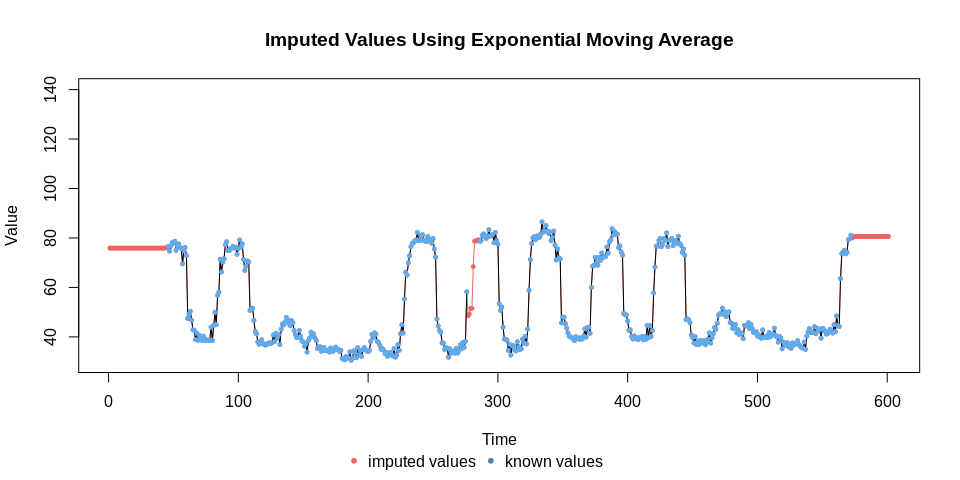 Imputed Values Using Exponential Moving Average
Value
140
120
100
80
60
40
0 100 200 300 400 500 600
Time
imputed values known values